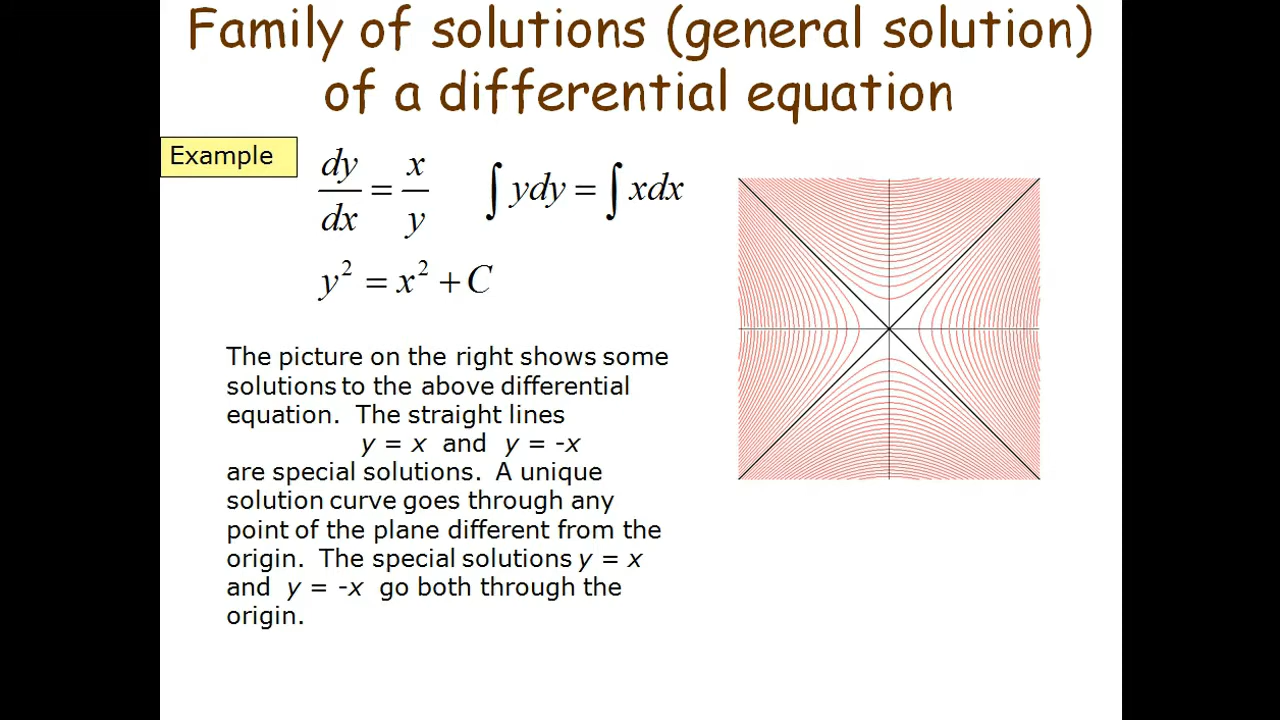 Family of solutions (general solution)
of a differential equation
Example
dy/dx = x/y    ∫ydy = ∫xdx
y² = x² + C
The picture on the right shows some
solutions to the above differential
equation.  The straight lines
y = x  and  y = -x
are special solutions.  A unique
solution curve goes through any
point of the plane different from the
origin.  The special solutions y = x
and  y = -x  go both through the
origin.